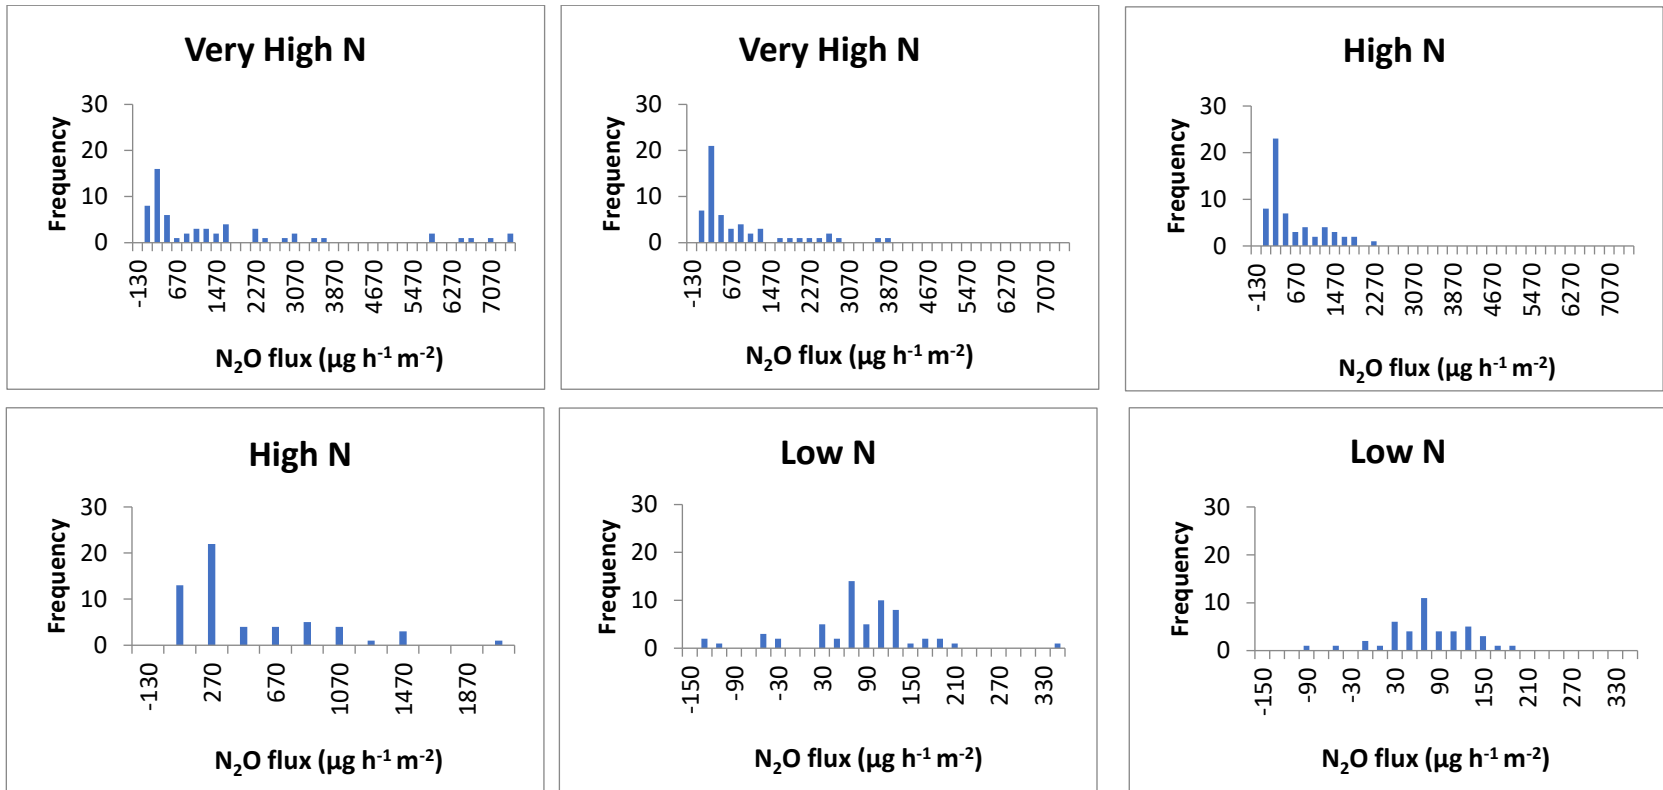 Very High N
Frequency
30
20
10
0
-130 670 1470 2270 3070 3870 4670 5470 6270 7070
N₂O flux (µg h⁻¹ m⁻²)
Very High N
Frequency
30
20
10
0
-130 670 1470 2270 3070 3870 4670 5470 6270 7070
N₂O flux (µg h⁻¹ m⁻²)
High N
Frequency
30
20
10
0
-130 670 1470 2270 3070 3870 4670 5470 6270 7070
N₂O flux (µg h⁻¹ m⁻²)
High N
Frequency
30
20
10
0
-130 270 670 1070 1470 1870
N₂O flux (µg h⁻¹ m⁻²)
Low N
Frequency
30
20
10
0
-150 -90 -30 30 90 150 210 270 330
N₂O flux (µg h⁻¹ m⁻²)
Low N
Frequency
30
20
10
0
-150 -90 -30 30 90 150 210 270 330
N₂O flux (µg h⁻¹ m⁻²)